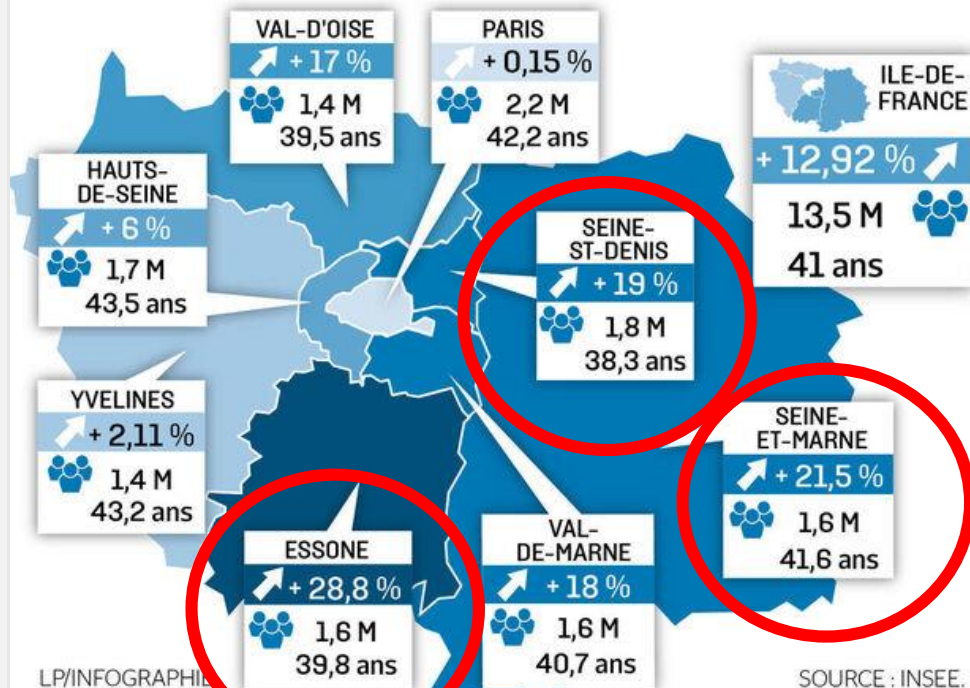 VAL-D'OISE
+ 17 %
1,4 M
39,5 ans
PARIS
+ 0,15 %
2,2 M
42,2 ans
ILE-DE-
FRANCE
+ 12,92 %
13,5 M
41 ans
HAUTS-
DE-SEINE
+ 6 %
1,7 M
43,5 ans
SEINE-
ST-DENIS
+ 19 %
1,8 M
38,3 ans
YVELINES
+ 2,11 %
1,4 M
43,2 ans
SEINE-
ET-MARNE
+ 21,5 %
1,6 M
41,6 ans
ESSONE
+ 28,8 %
1,6 M
39,8 ans
VAL-
DE-MARNE
+ 18 %
1,6 M
40,7 ans
LP/INFOGRAPHIE
SOURCE : INSEE.